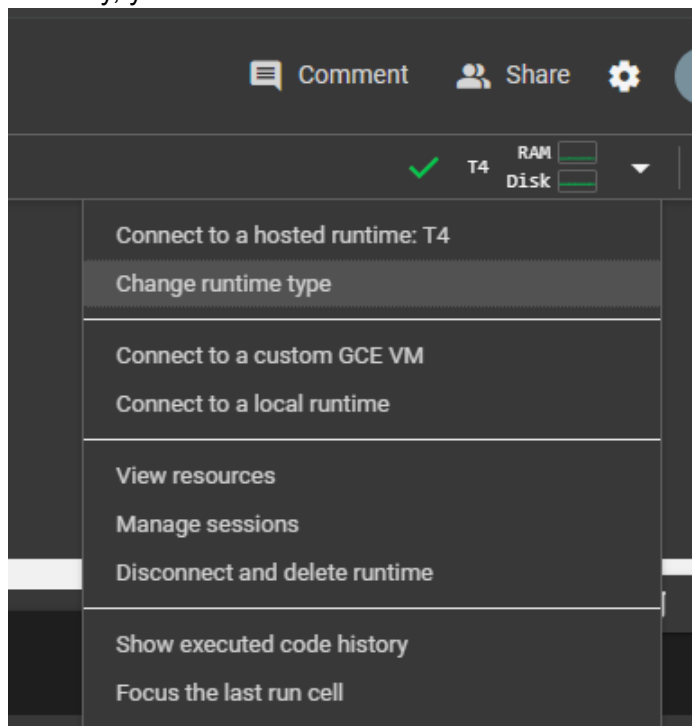 Comment Share
T4 RAM
Disk
Connect to a hosted runtime: T4
Change runtime type
Connect to a custom GCE VM
Connect to a local runtime
View resources
Manage sessions
Disconnect and delete runtime
Show executed code history
Focus the last run cell